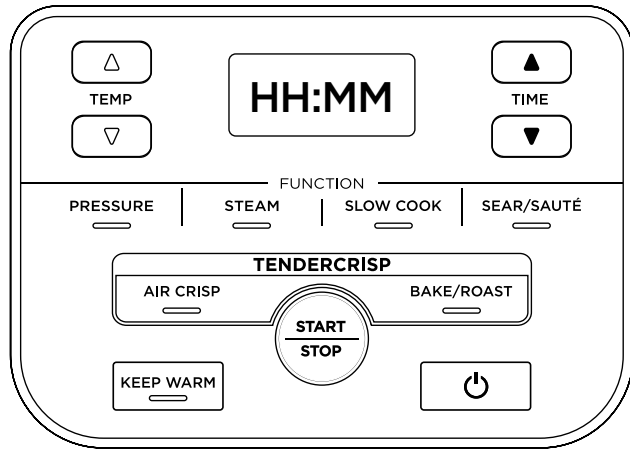 TEMP
HH:MM
TIME
FUNCTION
PRESSURE
STEAM
SLOW COOK
SEAR/SAUTÉ
TENDERCRISP
AIR CRISP
BAKE/ROAST
START
STOP
KEEP WARM